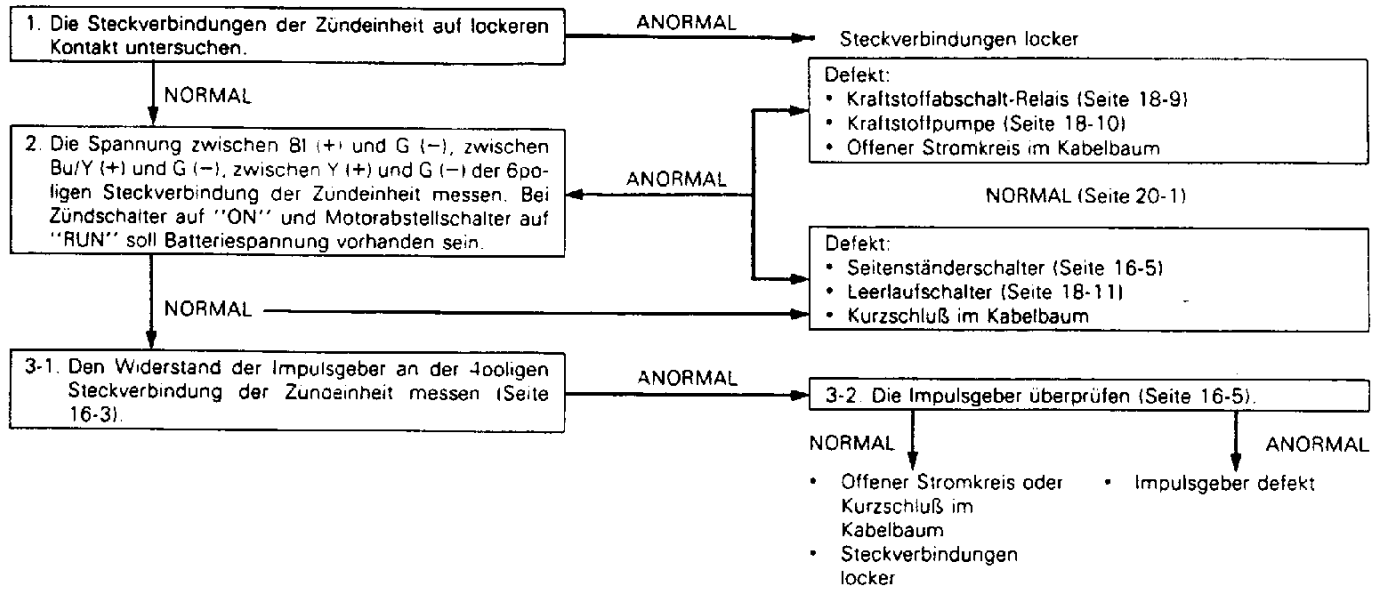 1. Die Steckverbindungen der Zündeinheit auf lockeren
Kontakt untersuchen.
ANORMAL
Steckverbindungen locker
NORMAL
Defekt:
• Kraftstoffabschalt-Relais (Seite 18-9)
• Kraftstoffpumpe (Seite 18-10)
• Offener Stromkreis im Kabelbaum
2. Die Spannung zwischen Bl (+) und G (−), zwischen
Bu/Y (+) und G (−), zwischen Y (+) und G (−) der 6po-
ligen Steckverbindung der Zündeinheit messen. Bei
Zündschalter auf ''ON'' und Motorabstellschalter auf
''RUN'' soll Batteriespannung vorhanden sein.
ANORMAL
NORMAL (Seite 20-1)
Defekt:
• Seitenständerschalter (Seite 16-5)
• Leerlaufschalter (Seite 18-11)
• Kurzschluß im Kabelbaum
NORMAL
3-1. Den Widerstand der Impulsgeber an der 4poligen
Steckverbindung der Zündeinheit messen (Seite
16-3).
ANORMAL
3-2. Die Impulsgeber überprüfen (Seite 16-5).
NORMAL
ANORMAL
• Offener Stromkreis oder
Kurzschluß im
Kabelbaum
• Steckverbindungen
locker
• Impulsgeber defekt